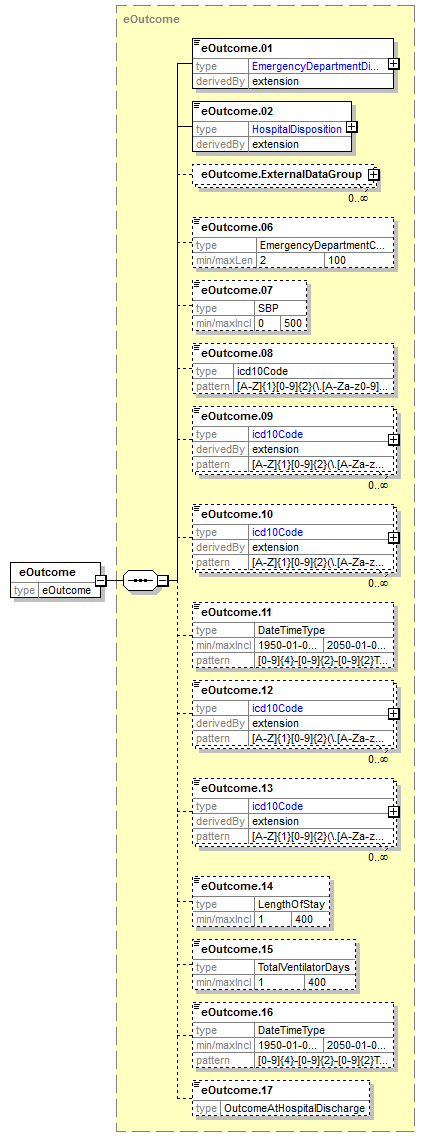 eOutcome
eOutcome.01
type EmergencyDepartmentDi...
derivedBy extension
eOutcome.02
type HospitalDisposition
derivedBy extension
eOutcome.ExternalDataGroup
0..∞
eOutcome.06
type EmergencyDepartmentC...
min/maxLen 2 100
eOutcome.07
type SBP
min/maxIncl 0 500
eOutcome.08
type icd10Code
pattern [A-Z]{1}[0-9]{2}(\.[A-Za-z0-9]...
eOutcome.09
type icd10Code
derivedBy extension
pattern [A-Z]{1}[0-9]{2}(\.[A-Za-z...
0..∞
eOutcome.10
type icd10Code
derivedBy extension
pattern [A-Z]{1}[0-9]{2}(\.[A-Za-z...
0..∞
eOutcome
type eOutcome
eOutcome.11
type DateTimeType
min/maxIncl 1950-01-0... 2050-01-0...
pattern [0-9]{4}-[0-9]{2}-[0-9]{2}T...
eOutcome.12
type icd10Code
derivedBy extension
pattern [A-Z]{1}[0-9]{2}(\.[A-Za-z...
0..∞
eOutcome.13
type icd10Code
derivedBy extension
pattern [A-Z]{1}[0-9]{2}(\.[A-Za-z...
0..∞
eOutcome.14
type LengthOfStay
min/maxIncl 1 400
eOutcome.15
type TotalVentilatorDays
min/maxIncl 1 400
eOutcome.16
type DateTimeType
min/maxIncl 1950-01-0... 2050-01-0...
pattern [0-9]{4}-[0-9]{2}-[0-9]{2}T...
eOutcome.17
type OutcomeAtHospitalDischarge